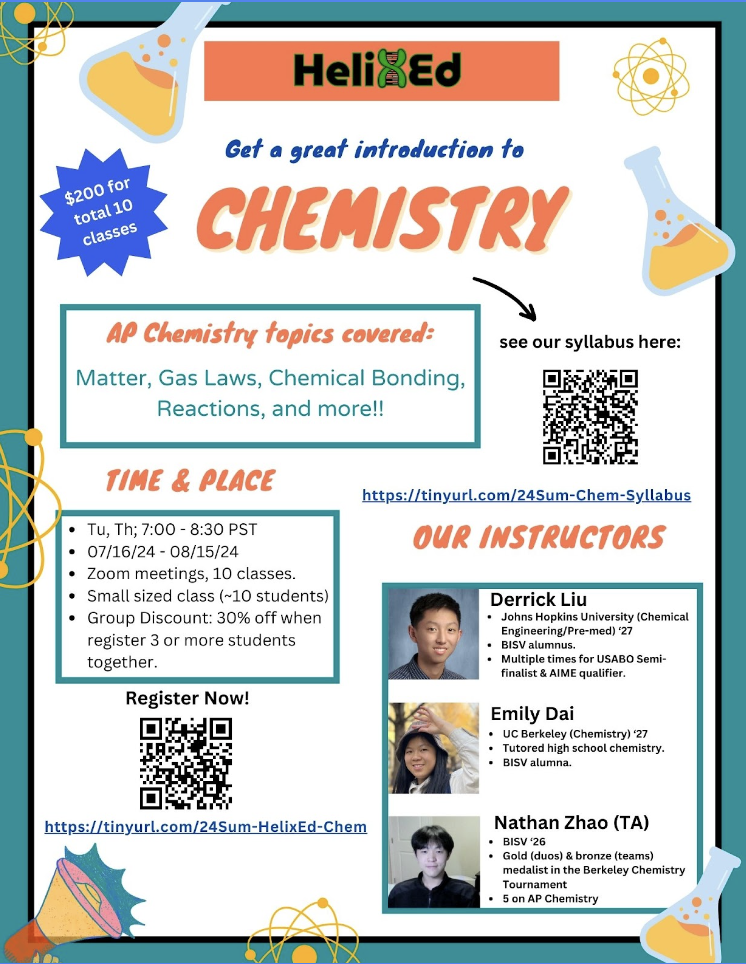 HeliXEd
Get a great introduction to
CHEMISTRY
$200 for
total 10
classes
see our syllabus here:
AP Chemistry topics covered:
Matter, Gas Laws, Chemical Bonding,
Reactions, and more!!
https://tinyurl.com/24Sum-Chem-Syllabus
TIME & PLACE
Tu, Th; 7:00 - 8:30 PST
07/16/24 - 08/15/24
Zoom meetings, 10 classes.
Small sized class (~10 students)
Group Discount: 30% off when
register 3 or more students
together.
Register Now!
https://tinyurl.com/24Sum-HelixEd-Chem
OUR INSTRUCTORS
Derrick Liu
Johns Hopkins University (Chemical
Engineering/Pre-med) ‘27
BISV alumnus.
Multiple times for USABO Semi-
finalist & AIME qualifier.
Emily Dai
UC Berkeley (Chemistry) ‘27
Tutored high school chemistry.
BISV alumna.
Nathan Zhao (TA)
BISV ‘26
Gold (duos) & bronze (teams)
medalist in the Berkeley Chemistry
Tournament
5 on AP Chemistry